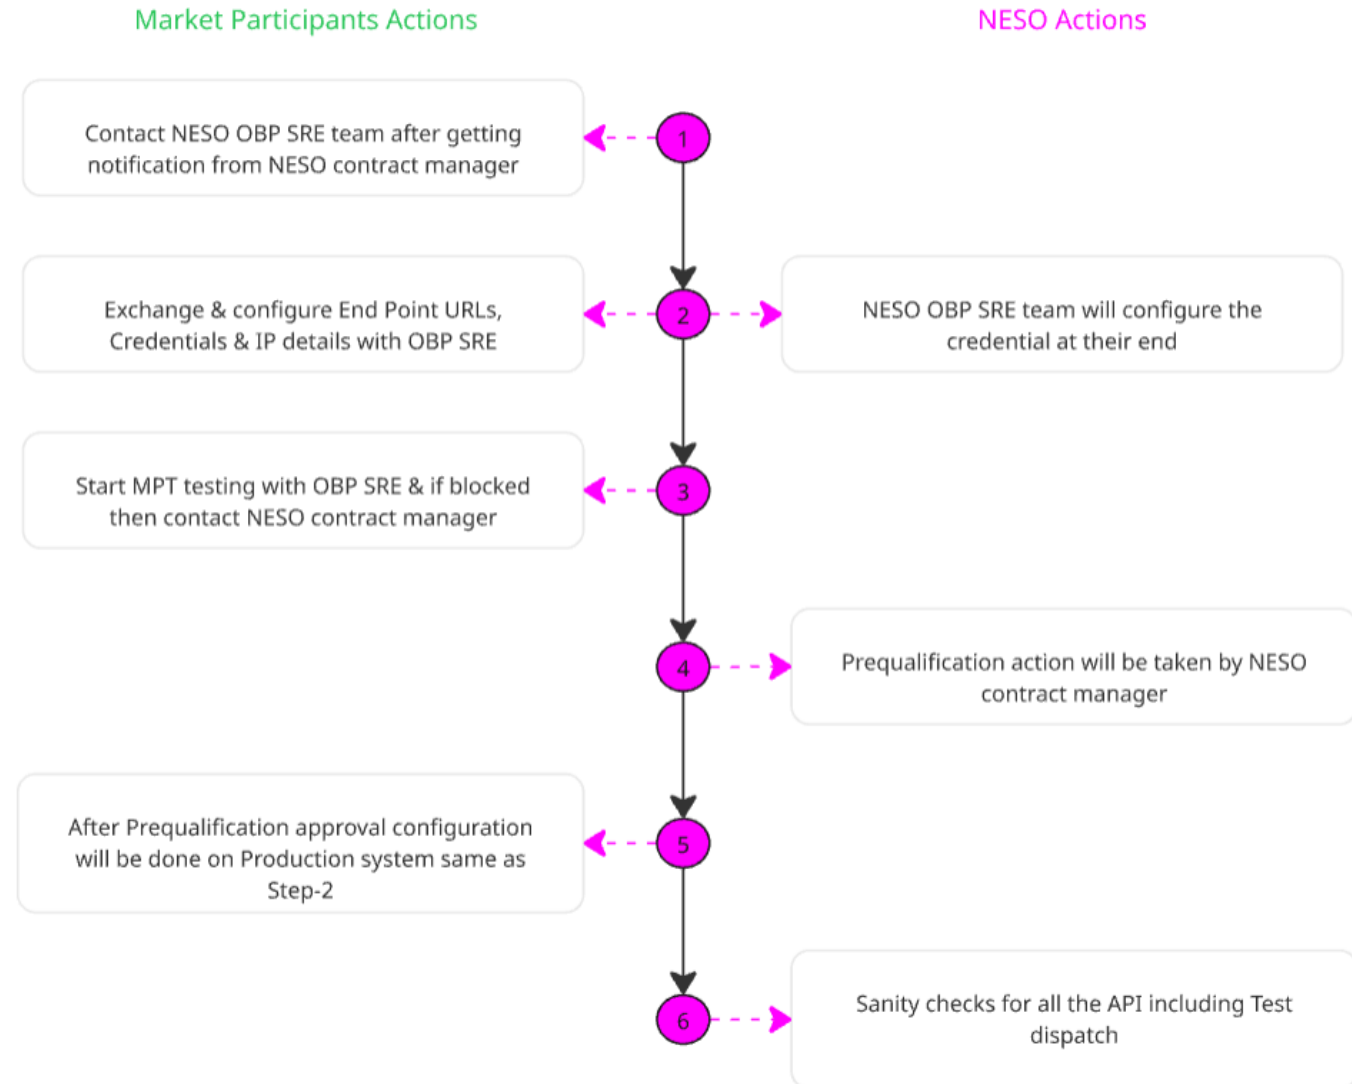 Market Participants Actions
NESO Actions
Contact NESO OBP SRE team after getting
notification from NESO contract manager
1
Exchange & configure End Point URLs,
Credentials & IP details with OBP SRE
2
NESO OBP SRE team will configure the
credential at their end
Start MPT testing with OBP SRE & if blocked
then contact NESO contract manager
3
4
Prequalification action will be taken by NESO
contract manager
After Prequalification approval configuration
will be done on Production system same as
Step-2
5
6
Sanity checks for all the API including Test
dispatch